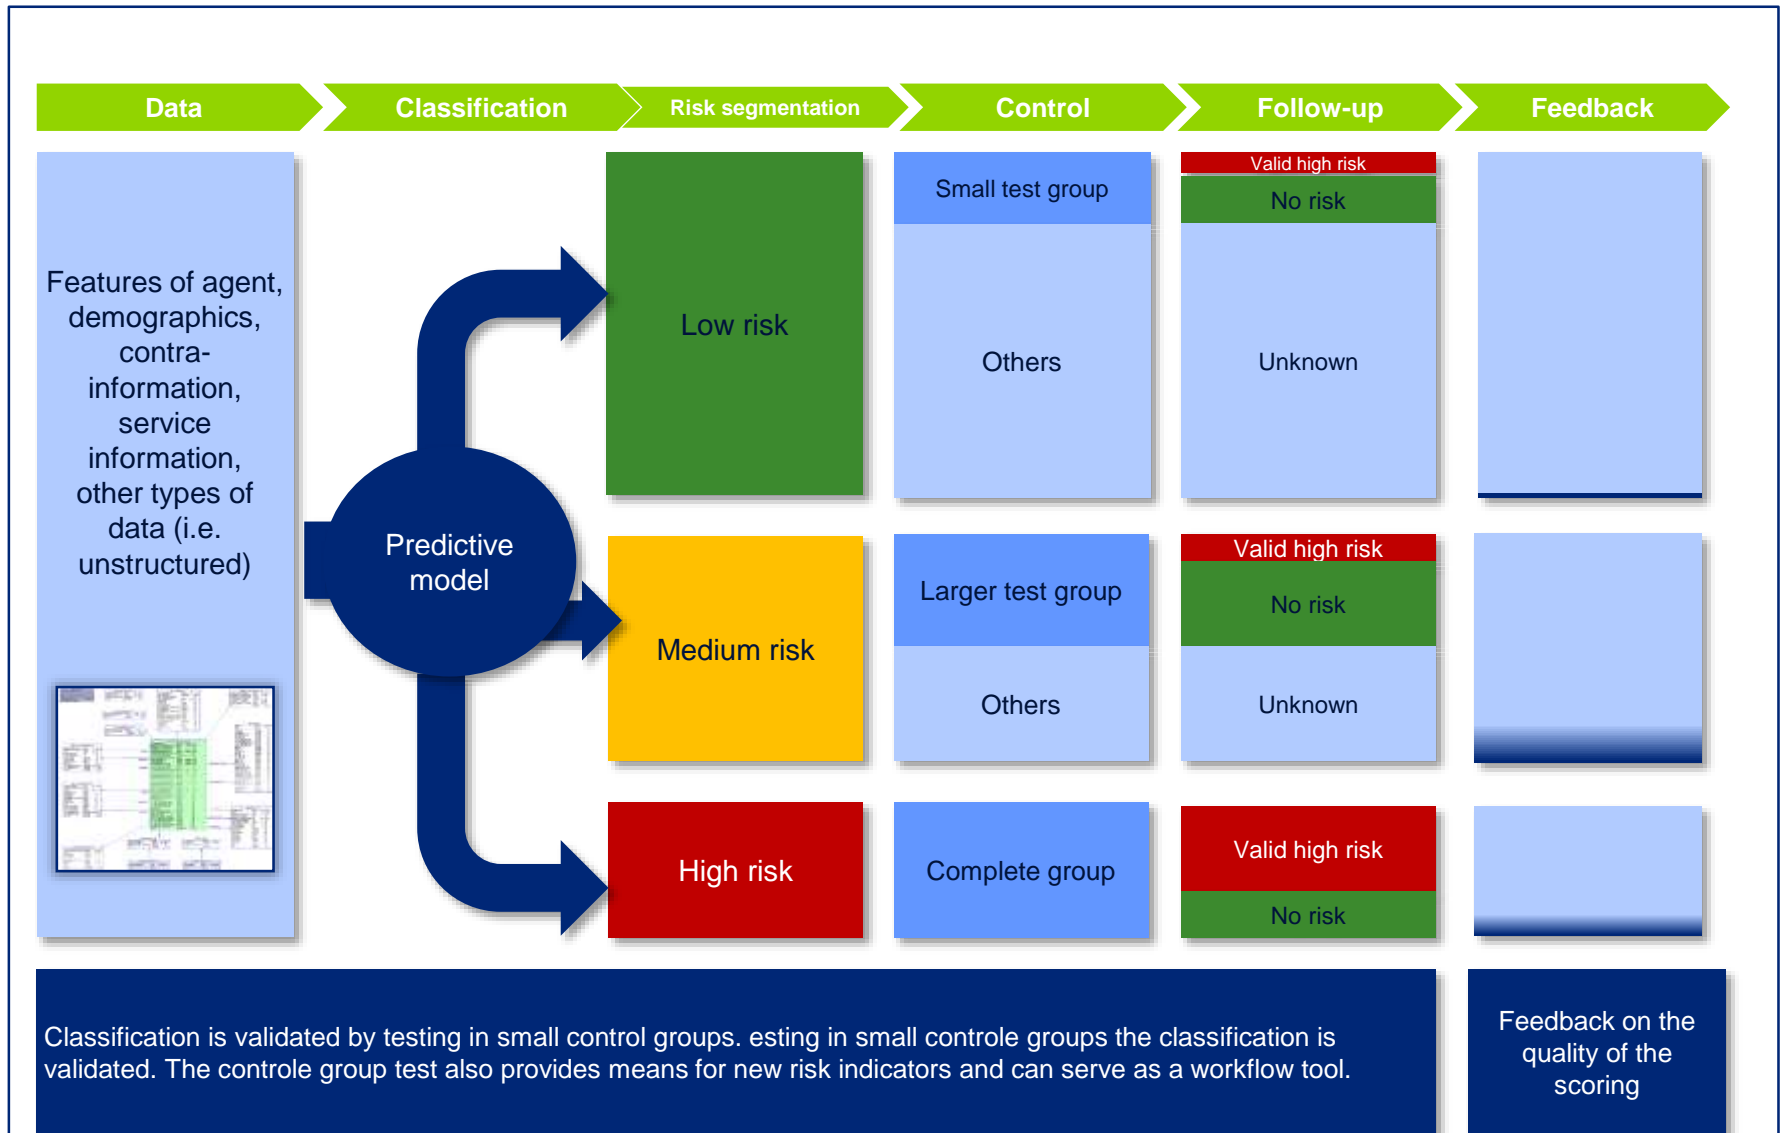 Data
Classification
Risk segmentation
Control
Follow-up
Feedback
Features of agent,
demographics,
contra-
information,
service
information,
other types of
data (i.e.
unstructured)
Predictive
model
Low risk
Small test group
Others
Valid high risk
No risk
Unknown
Medium risk
Larger test group
Others
Valid high risk
No risk
Unknown
High risk
Complete group
Valid high risk
No risk
Classification is validated by testing in small control groups. esting in small controle groups the classification is
validated. The controle group test also provides means for new risk indicators and can serve as a workflow tool.
Feedback on the
quality of the
scoring